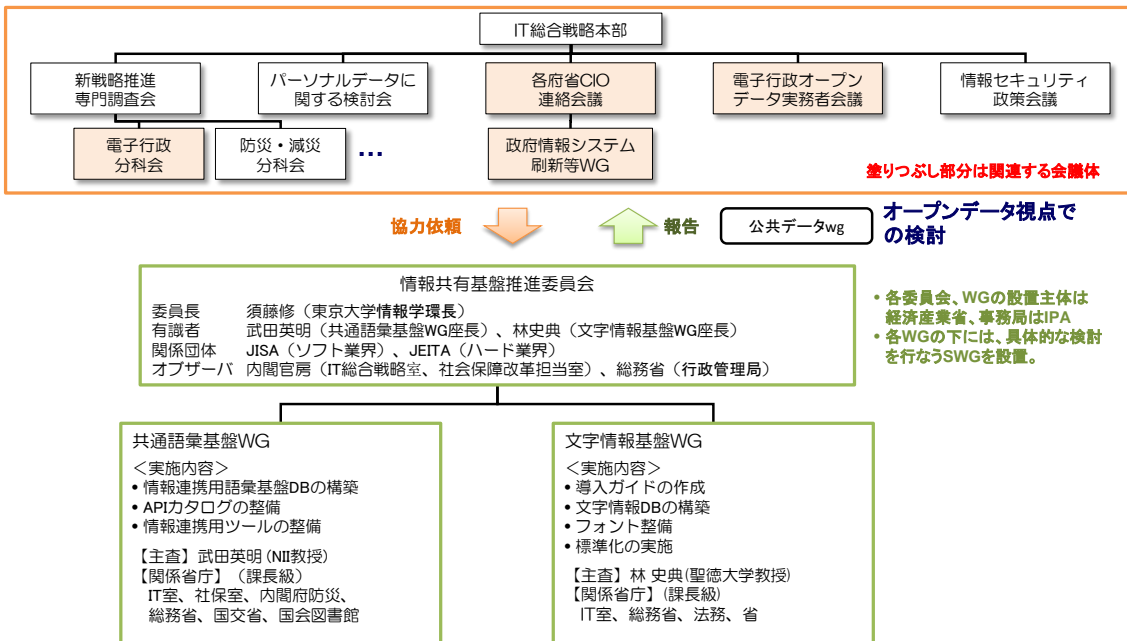 IT総合戦略本部
新戦略推進
専門調査会
パーソナルデータに
関する検討会
各府省CIO
連絡会議
電子行政オープン
データ実務者会議
情報セキュリティ
政策会議
電子行政
分科会
防災・減災
分科会
…
政府情報システム
刷新等WG
塗りつぶし部分は関連する会議体
協力依頼
報告
公共データwg
オープンデータ視点で
の検討
情報共有基盤推進委員会
委員長 須藤修（東京大学情報学環長）
有識者 武田英明（共通語彙基盤WG座長）、林史典（文字情報基盤WG座長）
関係団体 JISA（ソフト業界）、JEITA（ハード業界）
オブザーバ 内閣官房（IT総合戦略室、社会保障改革担当室）、総務省（行政管理局）
• 各委員会、WGの設置主体は
経済産業省、事務局はIPA
• 各WGの下には、具体的な検討
を行なうSWGを設置。
共通語彙基盤WG
＜実施内容＞
• 情報連携用語彙基盤DBの構築
• APIカタログの整備
• 情報連携用ツールの整備
【主査】武田英明(NII教授)
【関係省庁】（課長級）
IT室、社保室、内閣府防災、
総務省、国交省、国会図書館
文字情報基盤WG
＜実施内容＞
• 導入ガイドの作成
• 文字情報DBの構築
• フォント整備
• 標準化の実施
【主査】林 史典(聖徳大学教授)
【関係省庁】(課長級)
IT室、総務省、法務、省